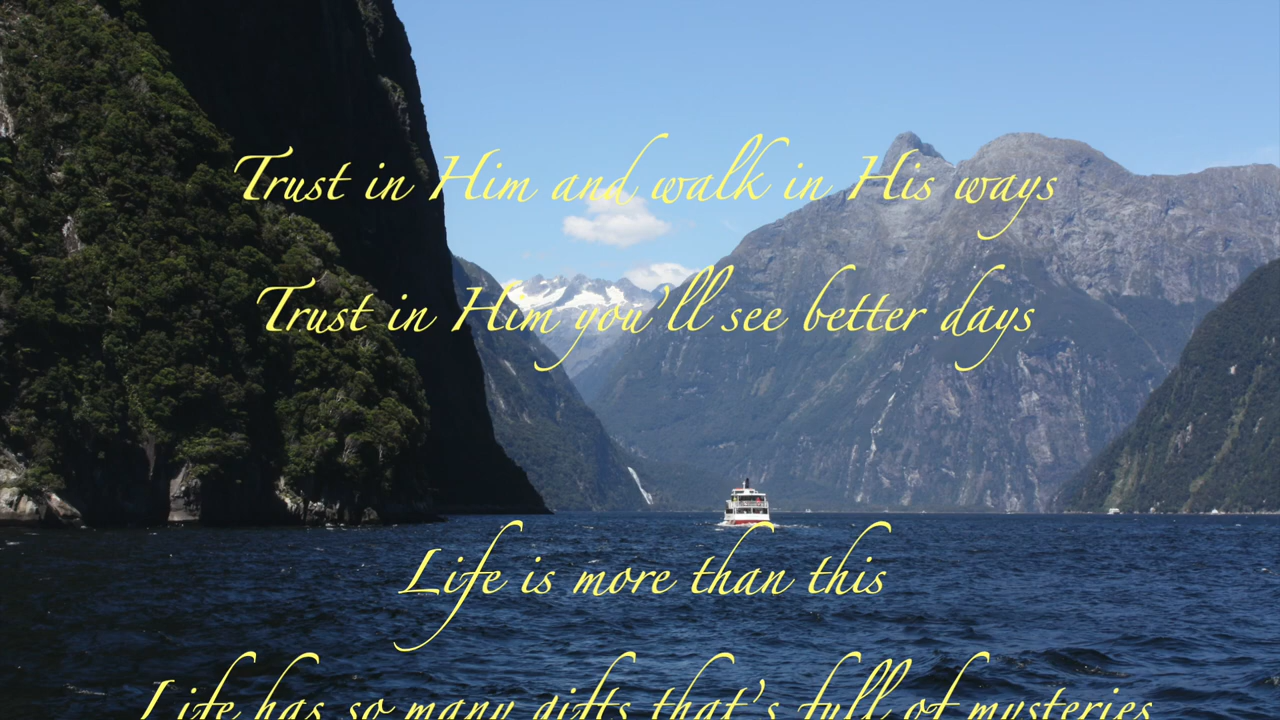 Trust in Him and walk in His ways
Trust in Him you'll see better days
Life is more than this
Life has so many gifts that's full of mysteries